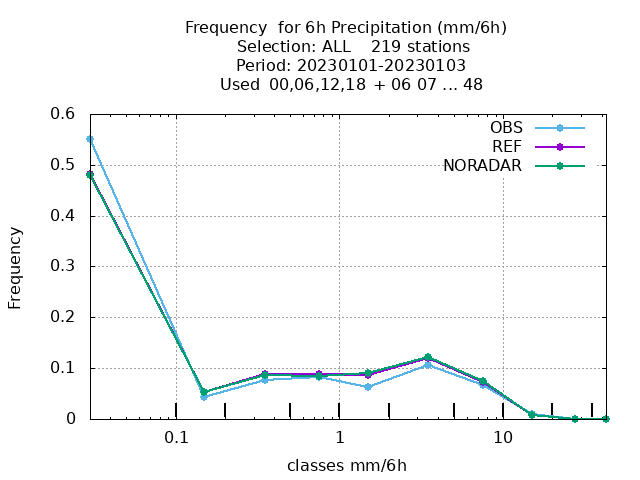 Frequency  for 6h Precipitation (mm/6h)
Selection: ALL    219 stations
Period: 20230101-20230103
Used  00,06,12,18 + 06 07 ... 48
OBS
REF
NORADAR
0.6
0.5
0.4
0.3
0.2
0.1
0
Frequency
0.1
1
10
classes mm/6h